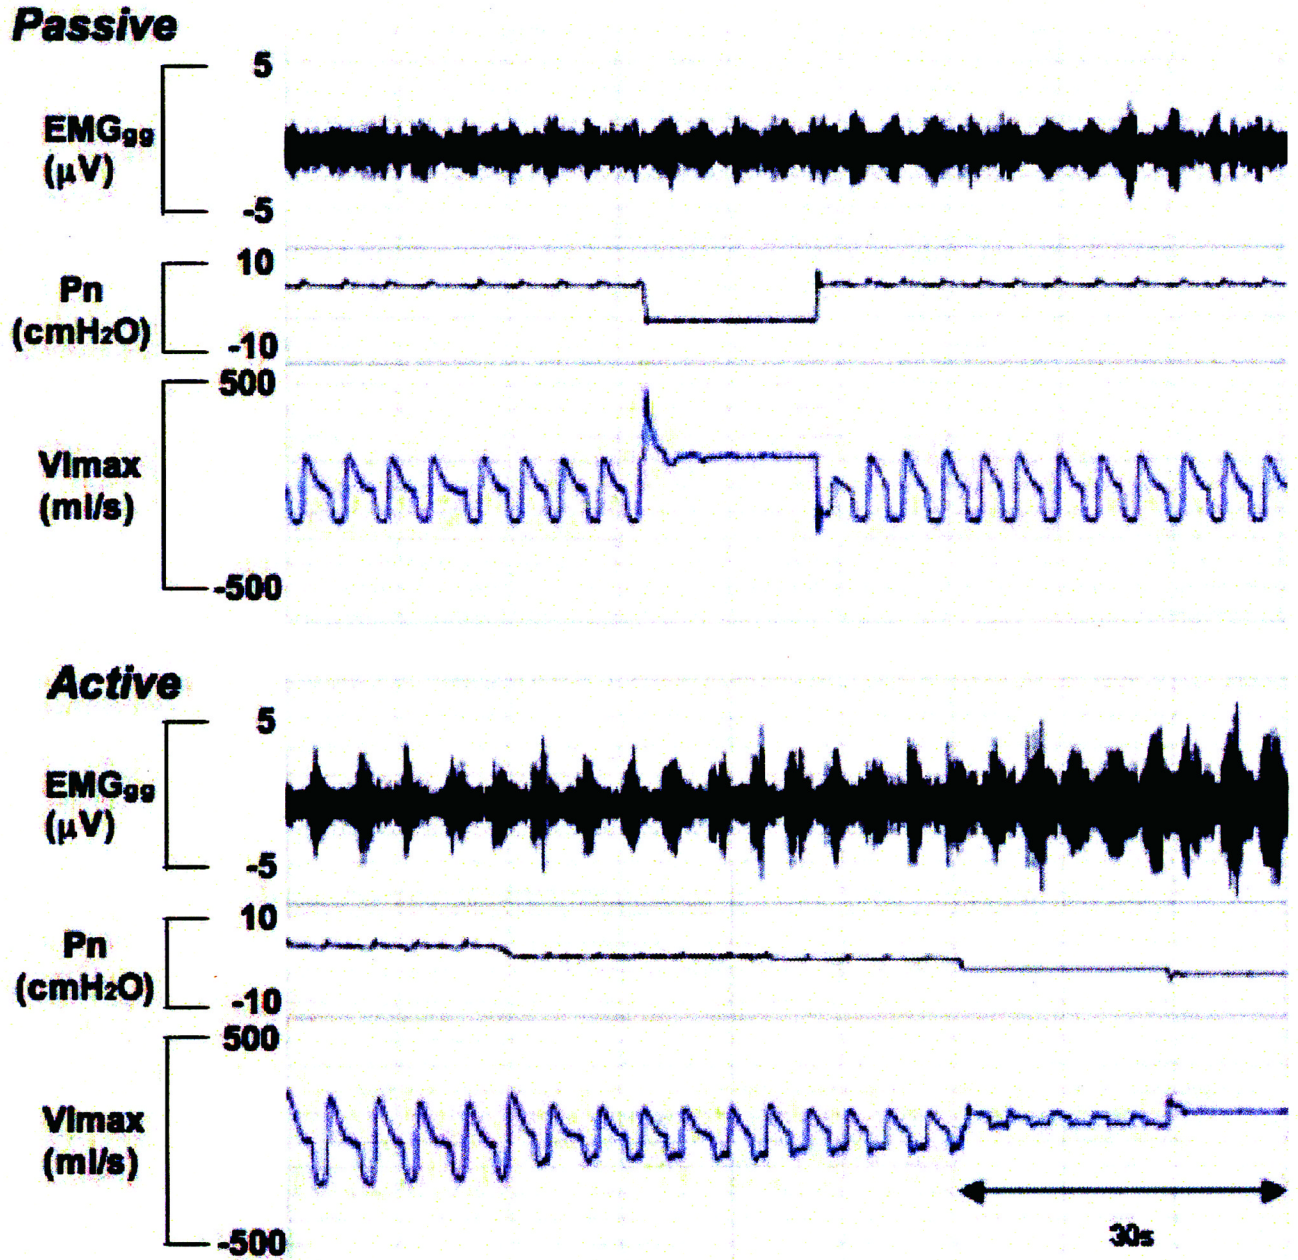 Passive
5
EMGgg
(μV)
-5
10
Pn
(cmH2O)
-10
500
VImax
(ml/s)
-500
Active
5
EMGgg
(μV)
-5
10
Pn
(cmH2O)
-10
500
VImax
(ml/s)
-500
30s